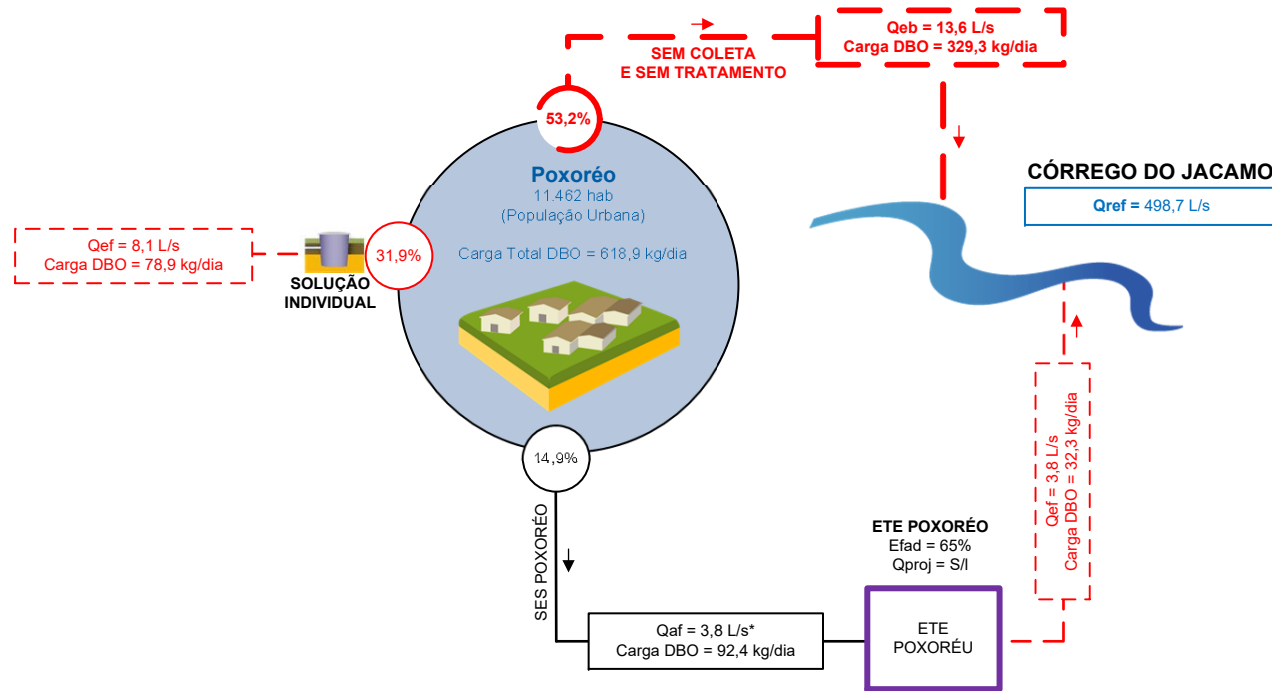 Qeb = 13,6 L/s
Carga DBO = 329,3 kg/dia
SEM COLETA
E SEM TRATAMENTO
53,2%
Poxoréo
11.462 hab
(População Urbana)
Carga Total DBO = 618,9 kg/dia
CÓRREGO DO JACAMO
Qref = 498,7 L/s
Qef = 8,1 L/s
Carga DBO = 78,9 kg/dia
SOLUÇÃO
INDIVIDUAL
31,9%
14,9%
SES POXORÉO
Qaf = 3,8 L/s*
Carga DBO = 92,4 kg/dia
ETE POXORÉO
Efad = 65%
Qproj = S/I
ETE
POXORÉU
Qef = 3,8 L/s
Carga DBO = 32,3 kg/dia